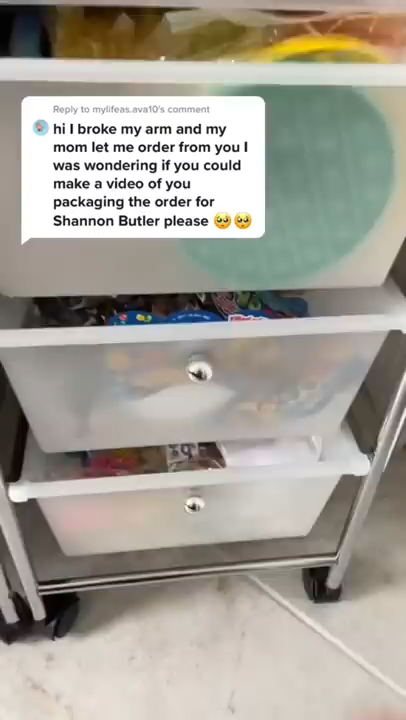 Reply to mylifeas.ava10's comment
hi I broke my arm and my
mom let me order from you I
was wondering if you could
make a video of you
packaging the order for
Shannon Butler please 🥺🥺